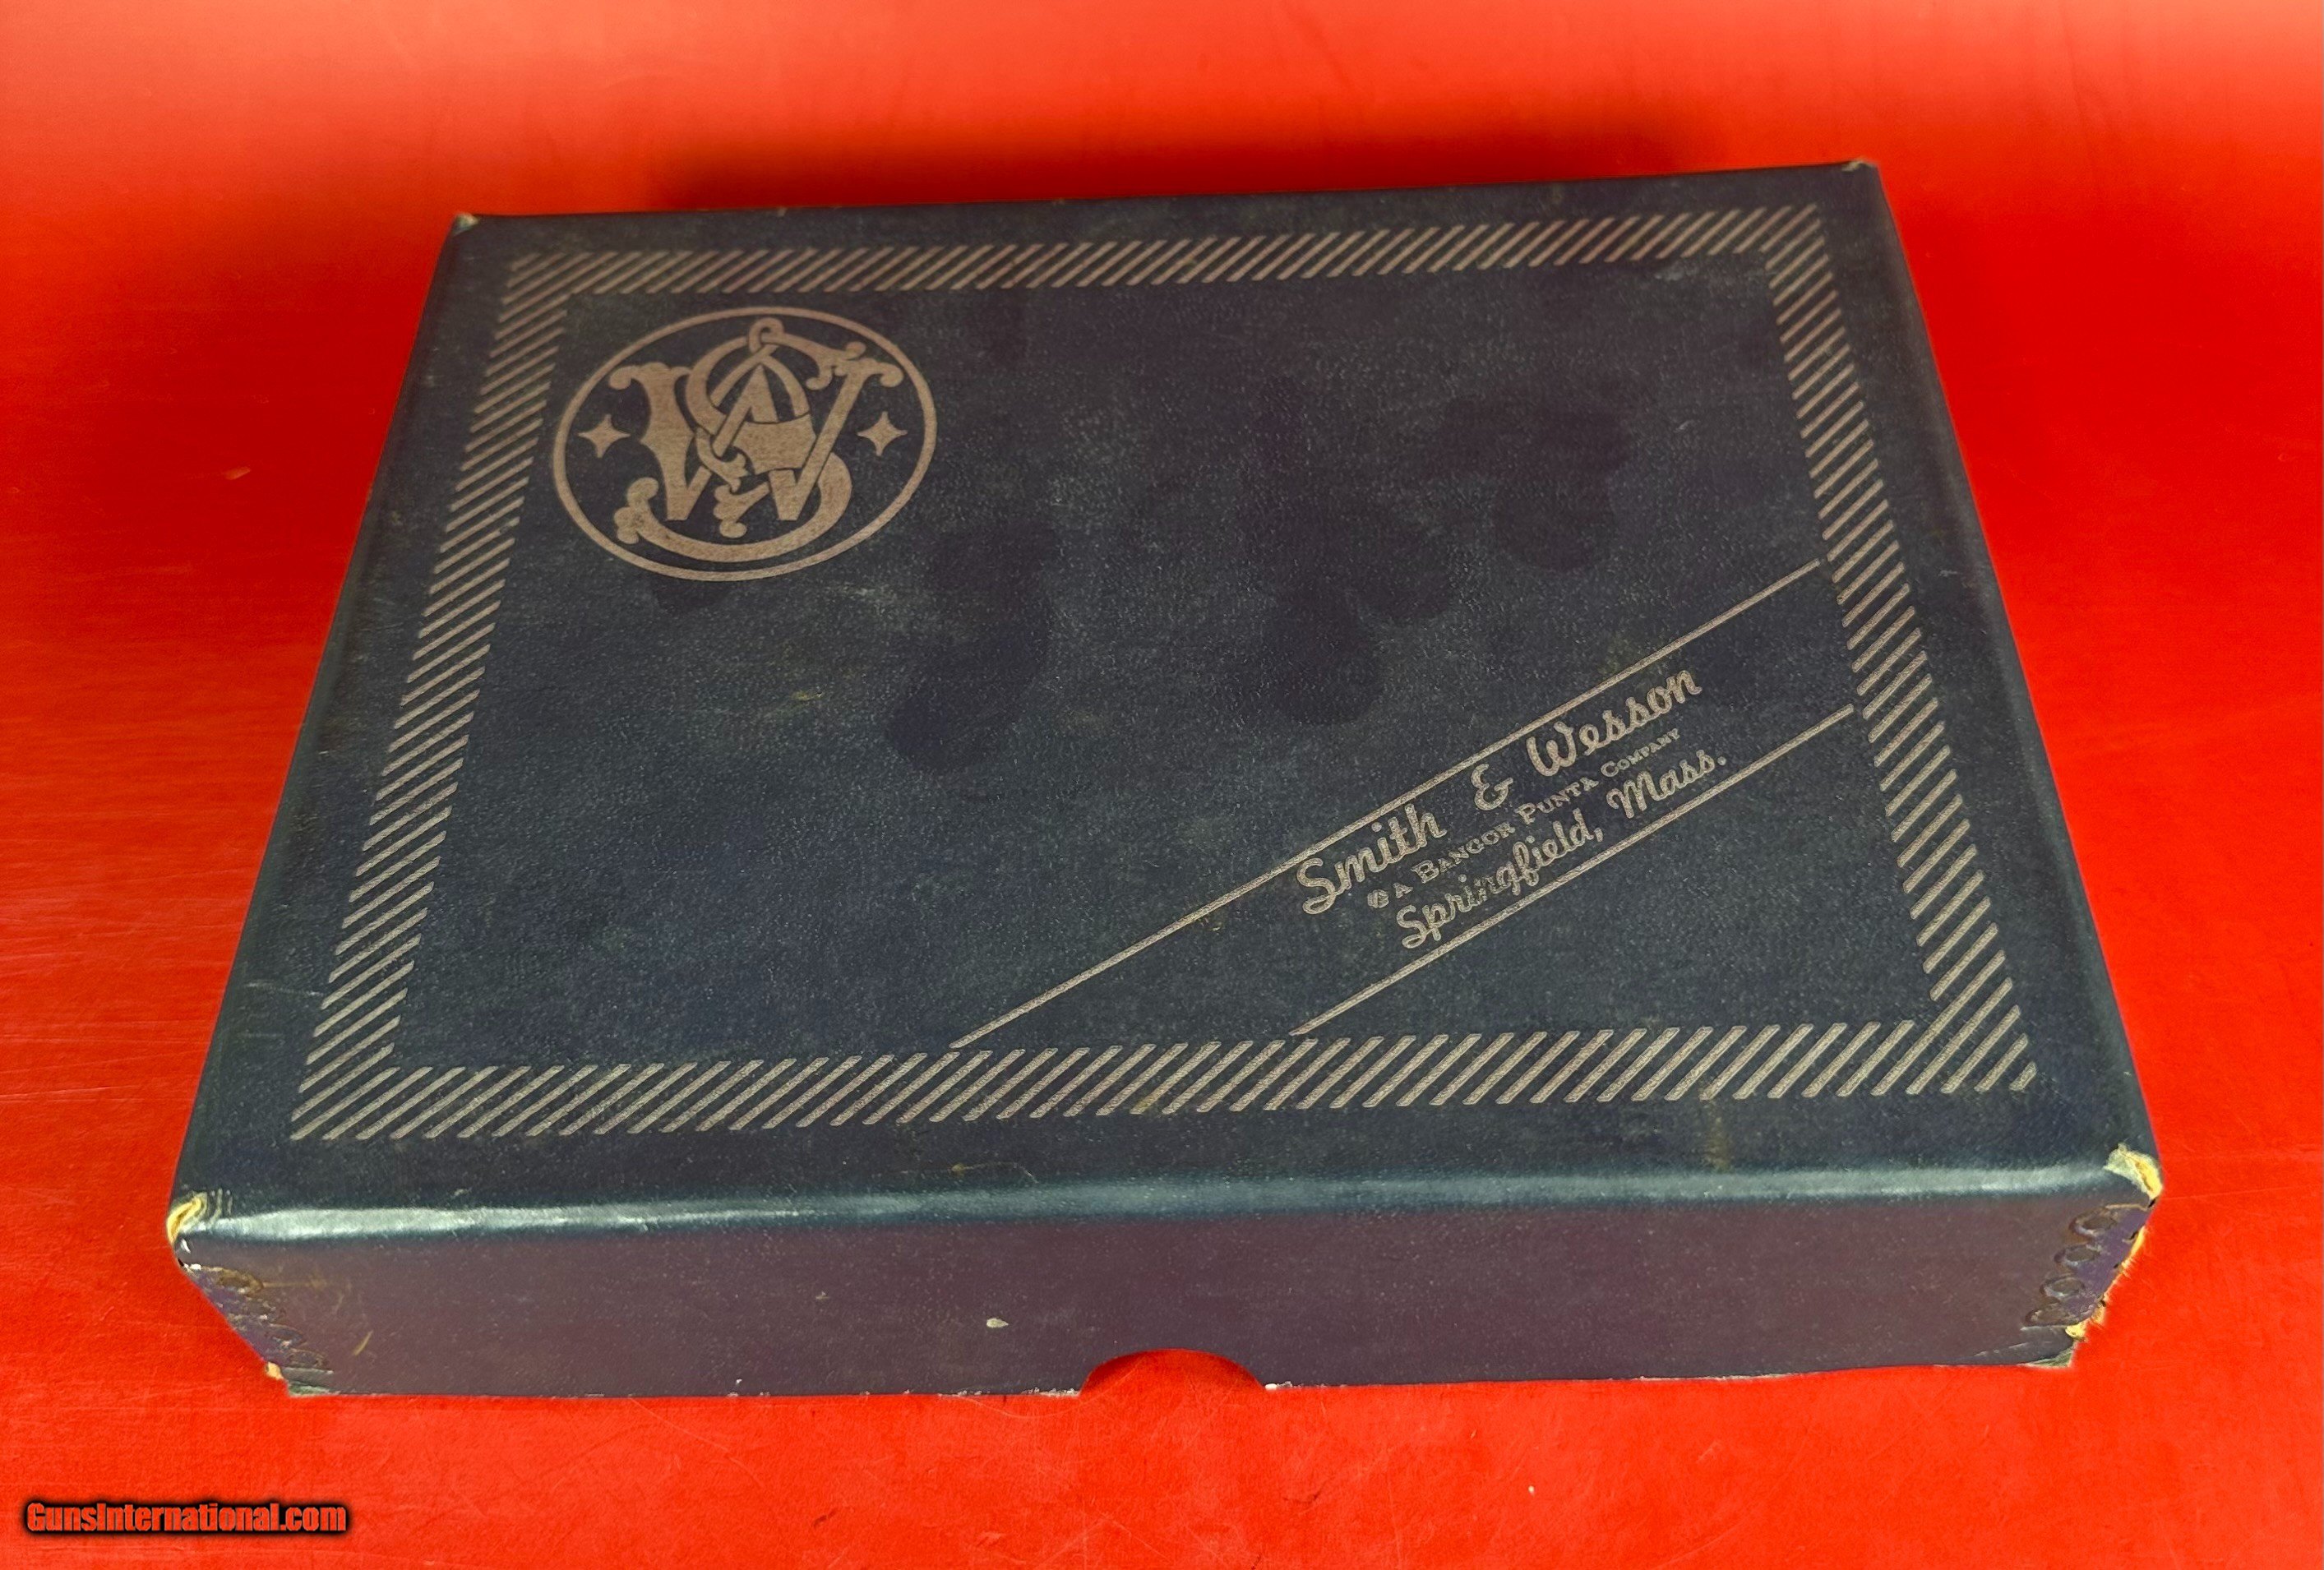 Smith & Wesson
A BANGOR PUNTA COMPANY
Springfield, Mass.
GunsInternational.com